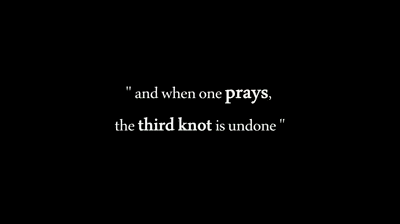 " and when one prays,
the third knot is undone "